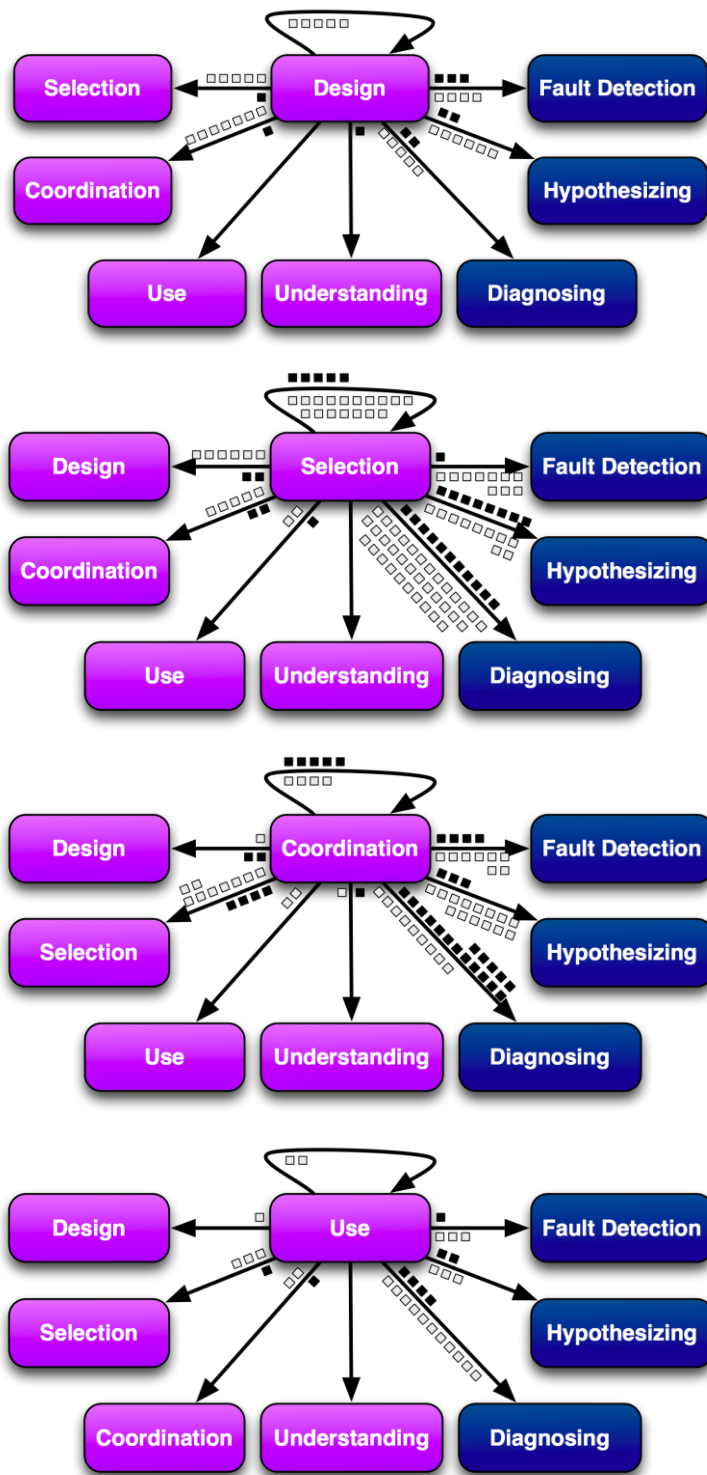 Design
Selection
Fault Detection
Coordination
Hypothesizing
Use
Understanding
Diagnosing
Selection
Design
Fault Detection
Coordination
Hypothesizing
Use
Understanding
Diagnosing
Coordination
Design
Fault Detection
Selection
Hypothesizing
Use
Understanding
Diagnosing
Use
Design
Fault Detection
Selection
Hypothesizing
Coordination
Understanding
Diagnosing